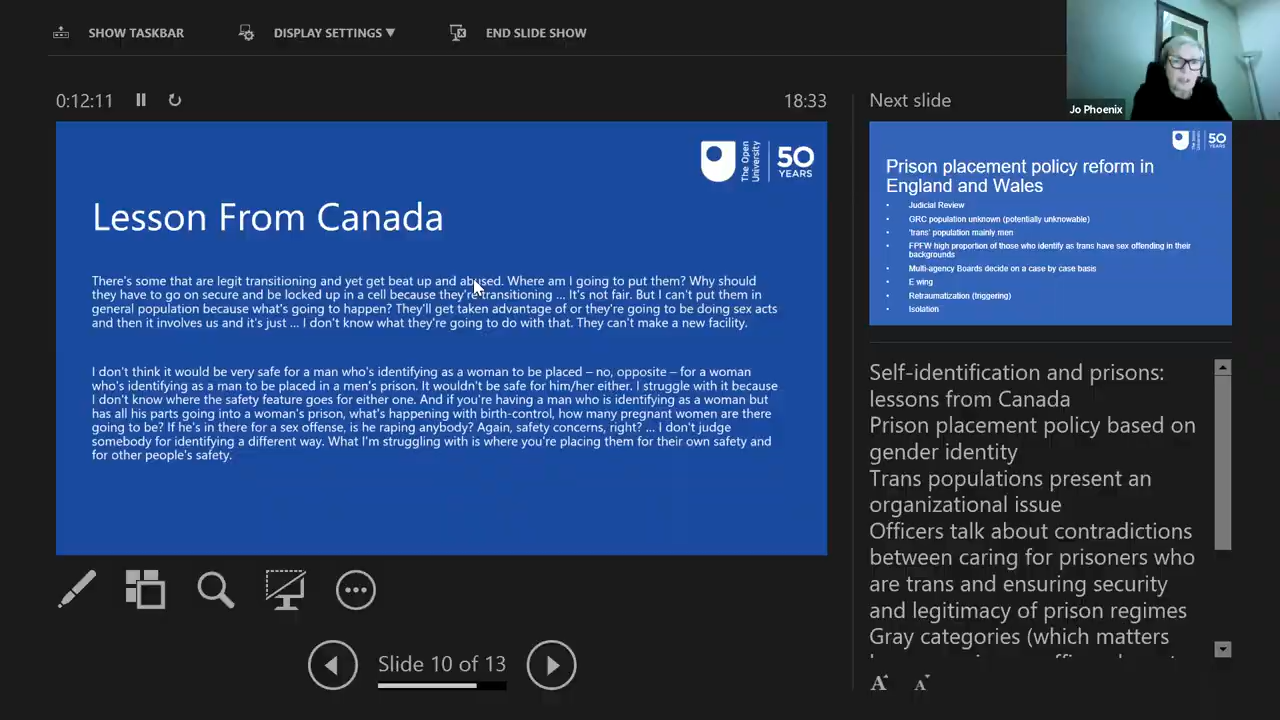 SHOW TASKBAR
DISPLAY SETTINGS ▼
END SLIDE SHOW
Jo Phoenix
0:12:11
18:33
Next slide
The Open
University
50
YEARS
Lesson From Canada
There's some that are legit transitioning and yet get beat up and abused. Where am I going to put them? Why should
they have to go on secure and be locked up in a cell because they're transitioning ... It's not fair. But I can't put them in
general population because what's going to happen? They'll get taken advantage of or they're going to be doing sex acts
and then it involves us and it's just ... I don't know what they're going to do with that. They can't make a new facility.
I don't think it would be very safe for a man who's identifying as a woman to be placed – no, opposite – for a woman
who's identifying as a man to be placed in a men's prison. It wouldn't be safe for him/her either. I struggle with it because
I don't know where the safety feature goes for either one. And if you're having a man who is identifying as a woman but
has all his parts going into a woman's prison, what's happening with birth-control, how many pregnant women are there
going to be? If he's in there for a sex offense, is he raping anybody? Again, safety concerns, right? ... I don't judge
somebody for identifying a different way. What I'm struggling with is where you're placing them for their own safety and
for other people's safety.
50
YEARS
Prison placement policy reform in
England and Wales
• Judicial Review
• GRC population unknown (potentially unknowable)
• 'trans' population mainly men
• FPFW high proportion of those who identify as trans have sex offending in their
backgrounds
• Multi-agency Boards decide on a case by case basis
• E wing
• Retraumatization (triggering)
• Isolation
Self-identification and prisons:
lessons from Canada
Prison placement policy based on
gender identity
Trans populations present an
organizational issue
Officers talk about contradictions
between caring for prisoners who
are trans and ensuring security
and legitimacy of prison regimes
Gray categories (which matters
Slide 10 of 13
A A